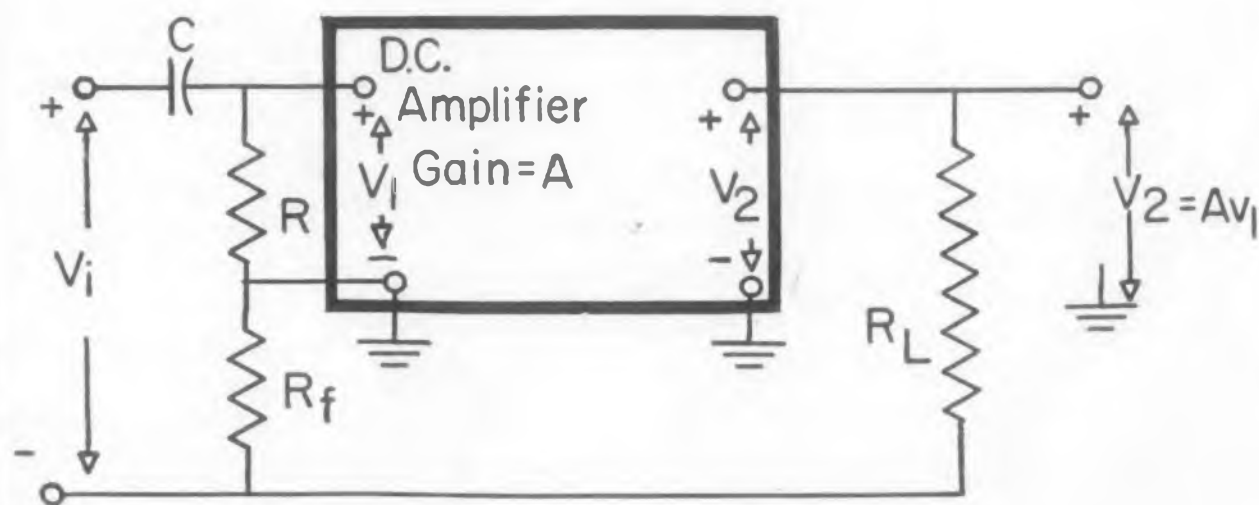 C
D.C.
Amplifier
Gain=A
+
+
+
+
V1
V2
V2=Av1
R
Vi
-
-
RL
Rf
-